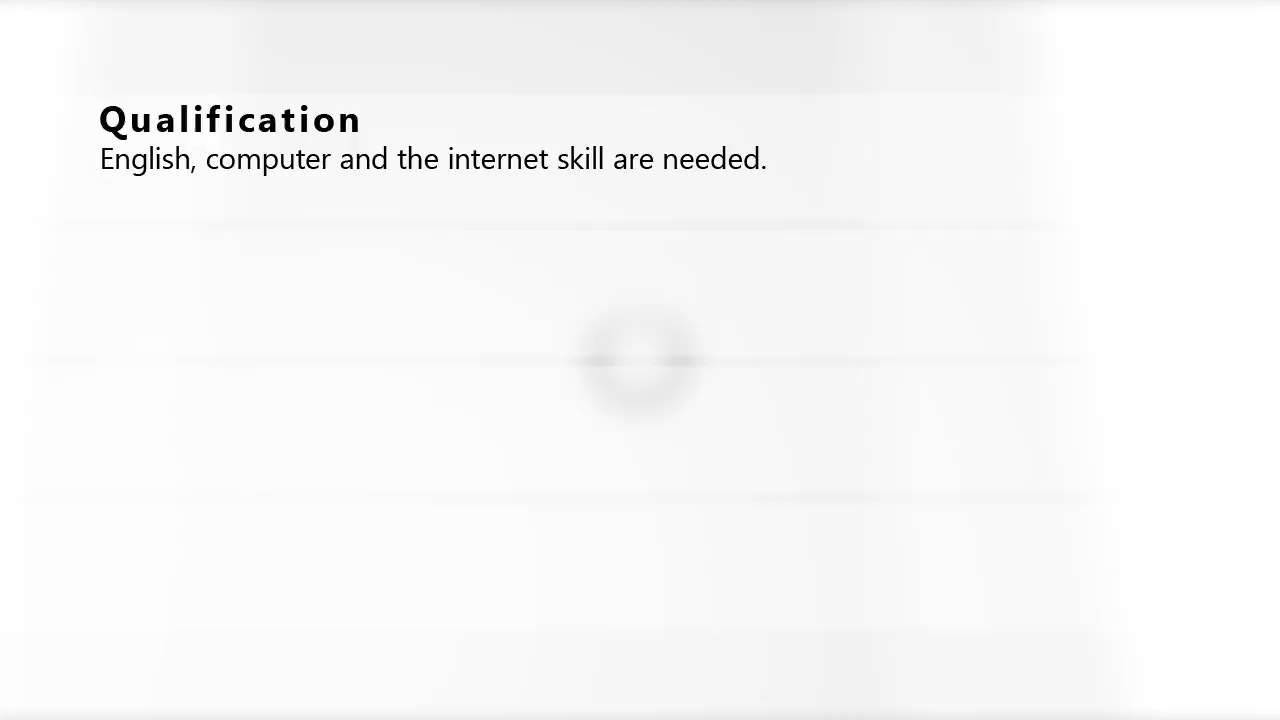 Qualification
English, computer and the internet skill are needed.